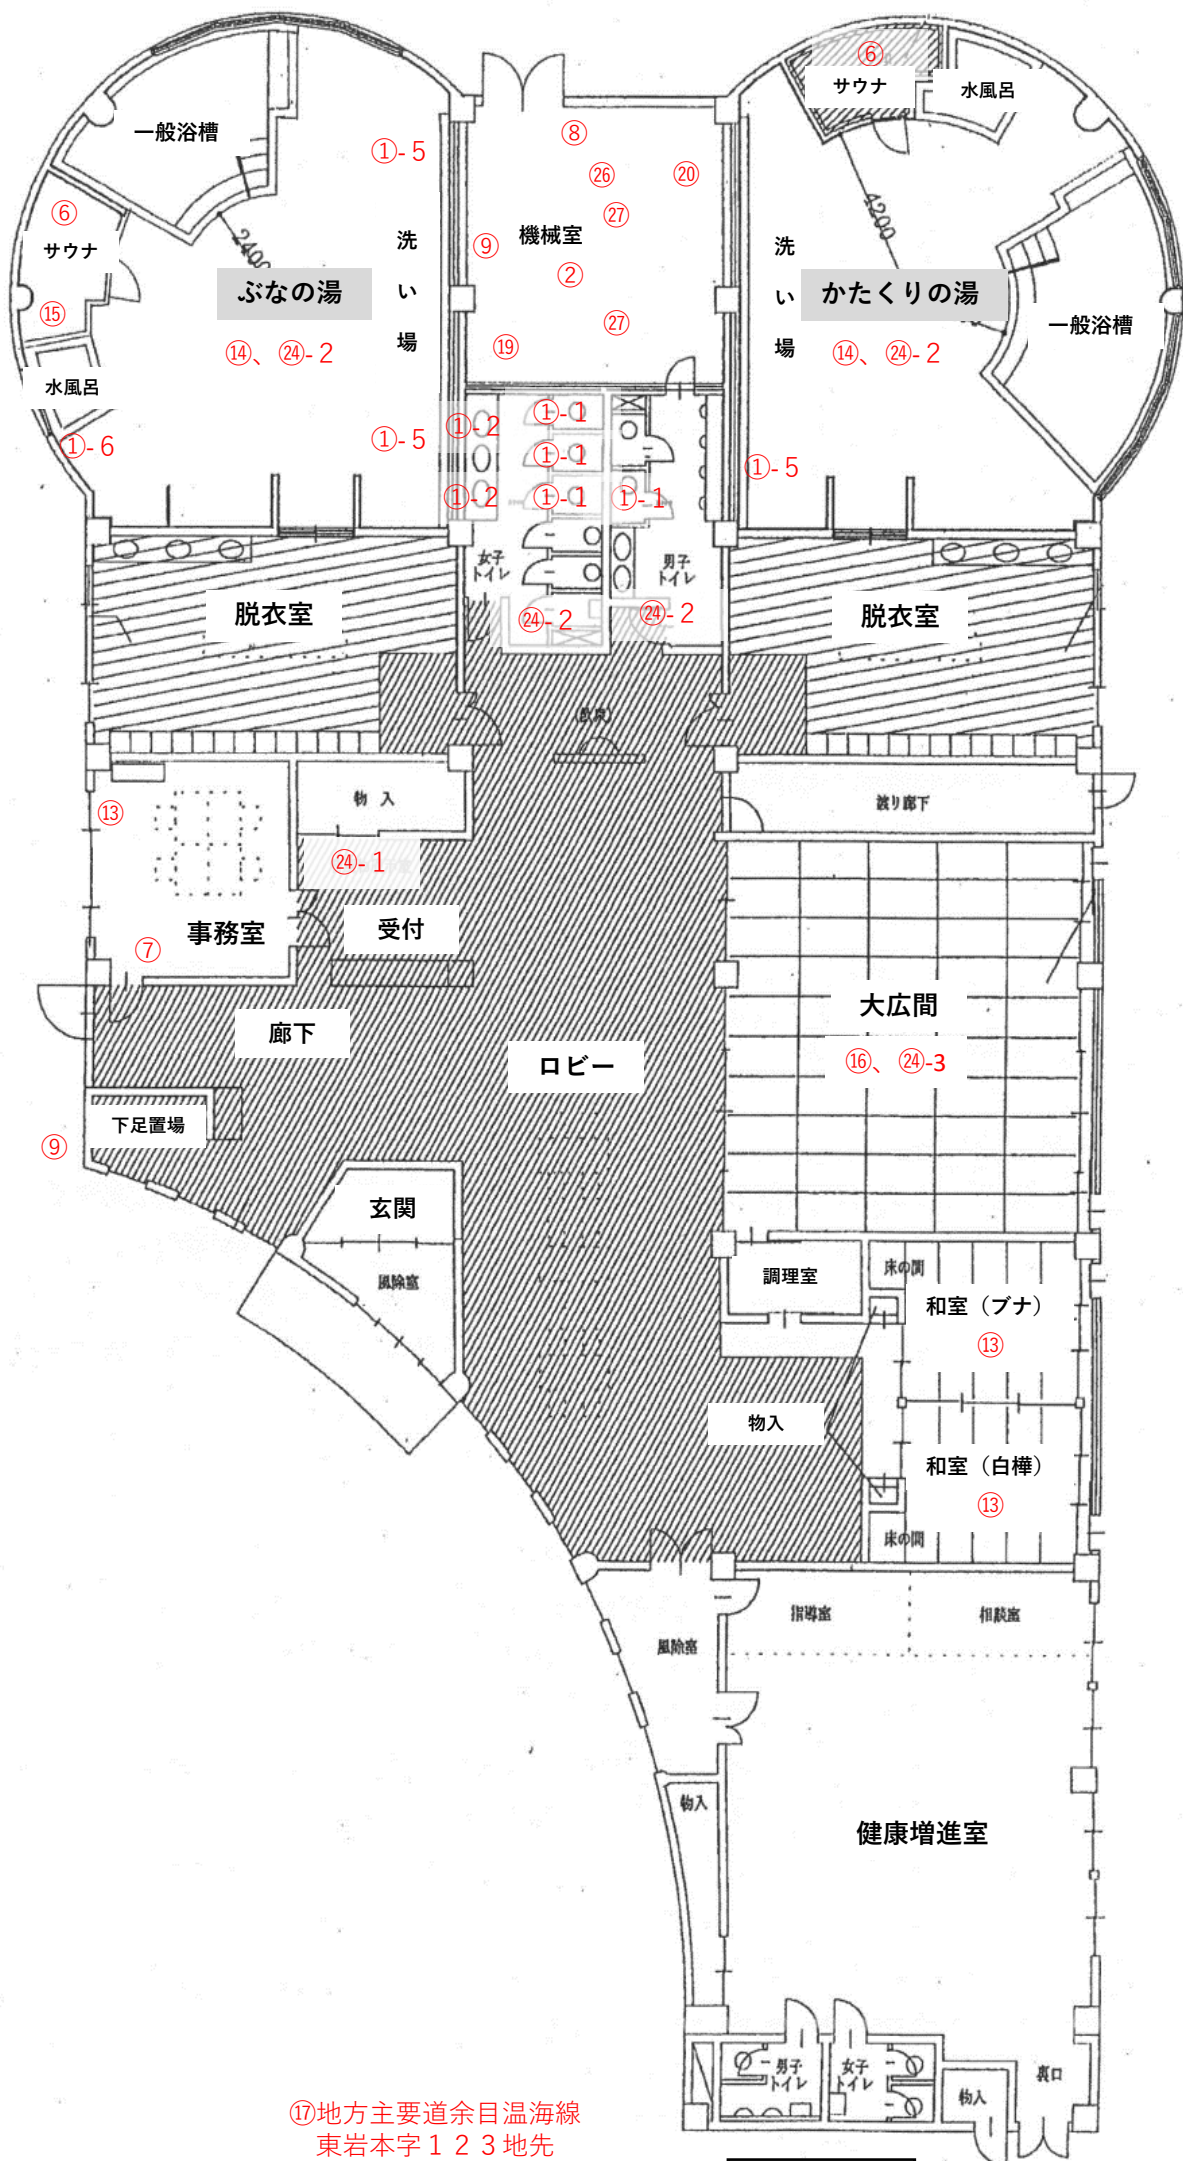 ⑥
サウナ
水風呂
一般浴槽
⑧
①-５
㉖
⑳
⑥
㉗
サウナ
⑨
機械室
洗い場
洗い場
4200
2400
②
ぶなの湯
かたくりの湯
⑮
㉗
一般浴槽
⑲
⑭、㉔-２
⑭、㉔-２
水風呂
①-１
①-２
①-５
①-６
①-１
①-５
①-２
①-１
①-１
女子
トイレ
男子
トイレ
脱衣室
㉔-２
㉔-２
脱衣室
物入
渡り廊下
⑬
㉔-１
受付
事務室
⑦
大広間
廊下
ロビー
⑯、㉔-3
下足置場
⑨
玄関
風除室
調理室
床の間
和室（ブナ）
⑬
物入
和室（白樺）
⑬
床の間
指導室
相談室
風除室
物入
健康増進室
男子
トイレ
女子
トイレ
物入
裏口
⑰地方主要道余目温海線
東岩本字１２３地先